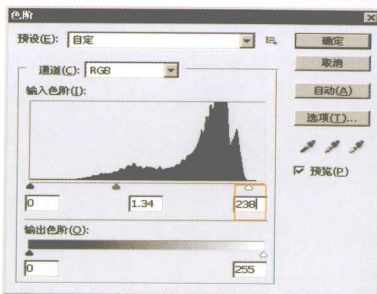 色阶
预设(E): 自定
确定
取消
自动(A)
选项(T)...
预览(P)
通道(C): RGB
输入色阶(I):
0 1.34 238
输出色阶(O):
0 255